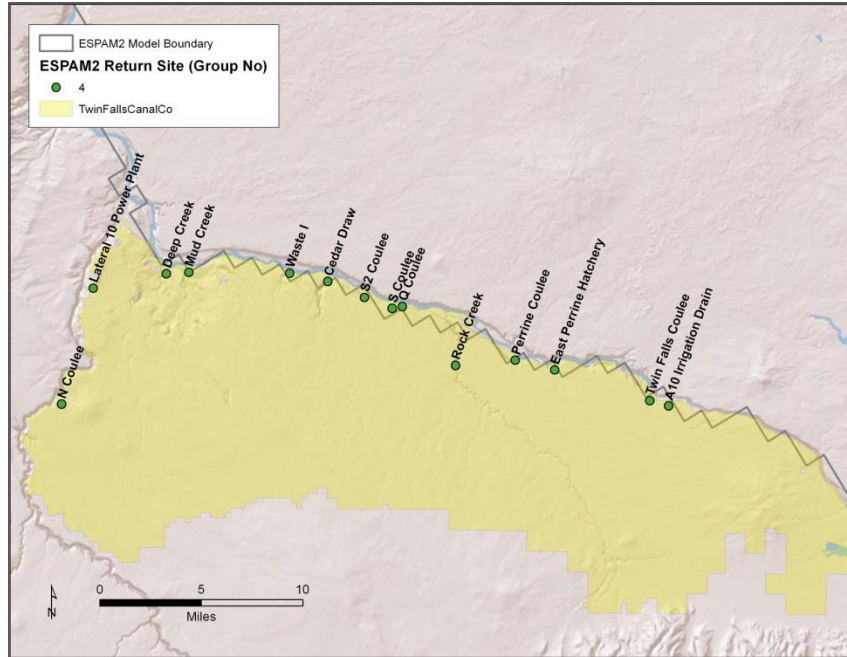 ESPAM2 Model Boundary
ESPAM2 Return Site (Group No)
4
TwinFallsCanalCo
Lateral 10 Power Plant
Deep Creek
Mud Creek
Waste I
Cedar Draw
S2 Coulee
S Coulee
Q Coulee
Rock Creek
Perrine Coulee
East Perrine Hatchery
Twin Falls Coulee
A10 Irrigation Drain
N Coulee
N
0 5 10
Miles